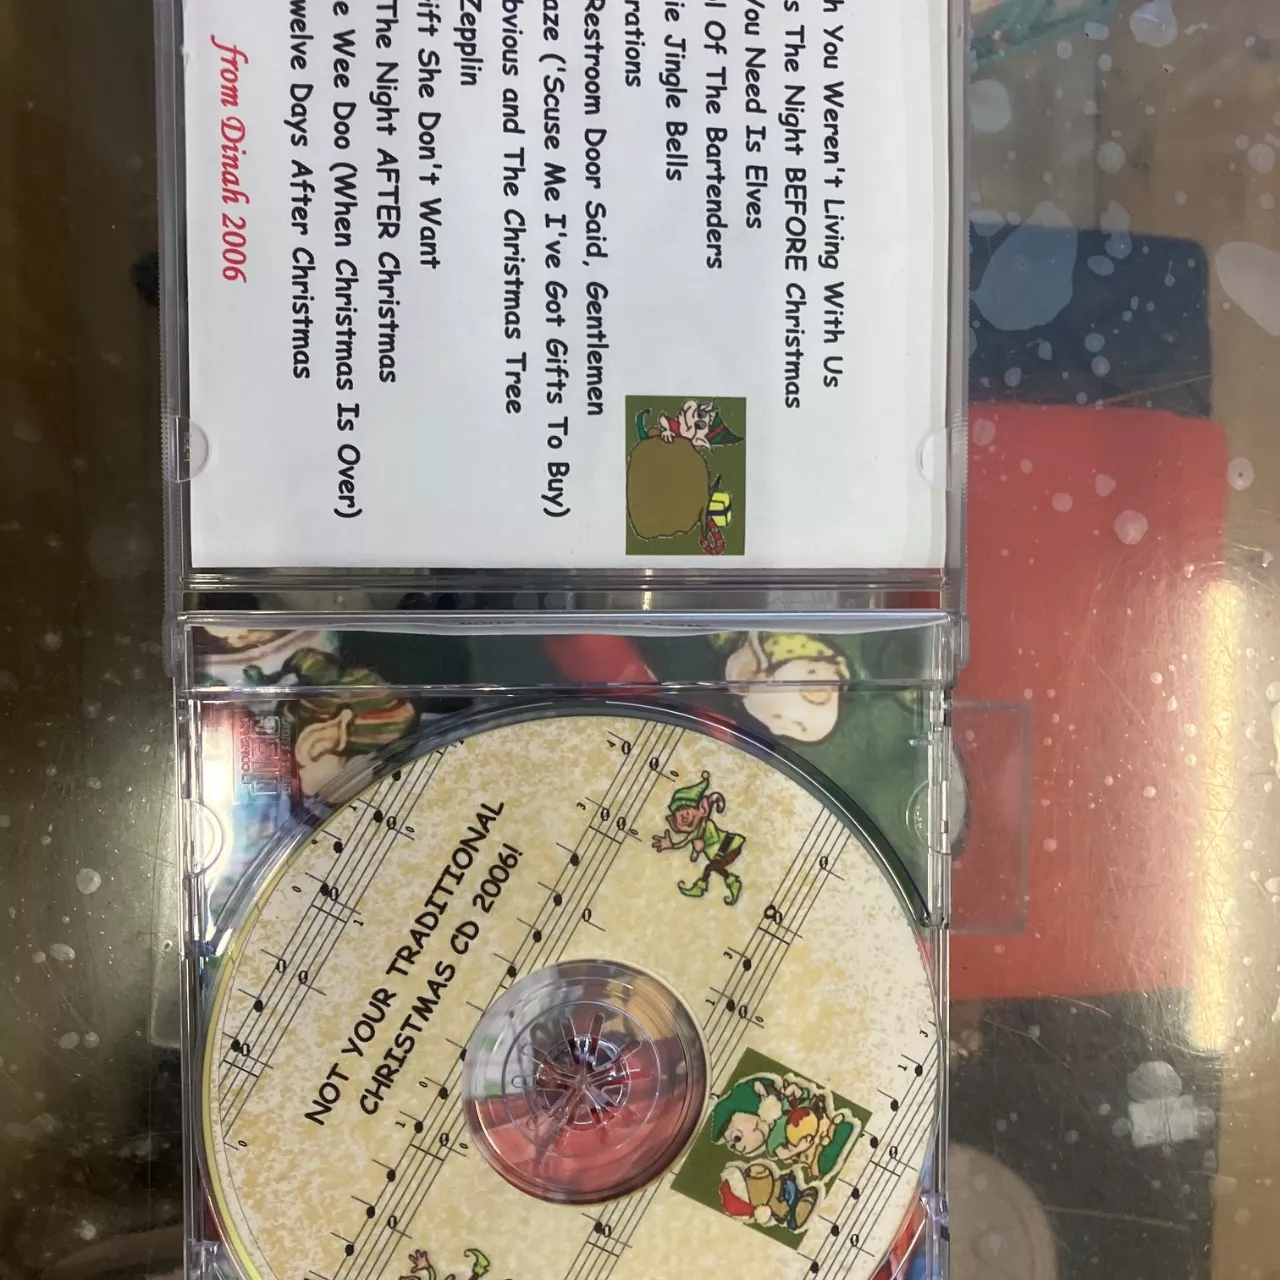 h You Weren't Living With Us
s The Night BEFORE Christmas
You Need Is Elves
l Of The Bartenders
ie Jingle Bells
rations
Restroom Door Said, Gentlemen
aze ('Scuse Me I've Got Gifts To Buy)
bvious and The Christmas Tree
Zepplin
ift She Don't Want
The Night AFTER Christmas
e Wee Doo (When Christmas Is Over)
welve Days After Christmas
from Dinah 2006
NOT YOUR TRADITIONAL
CHRISTMAS CD 2006!